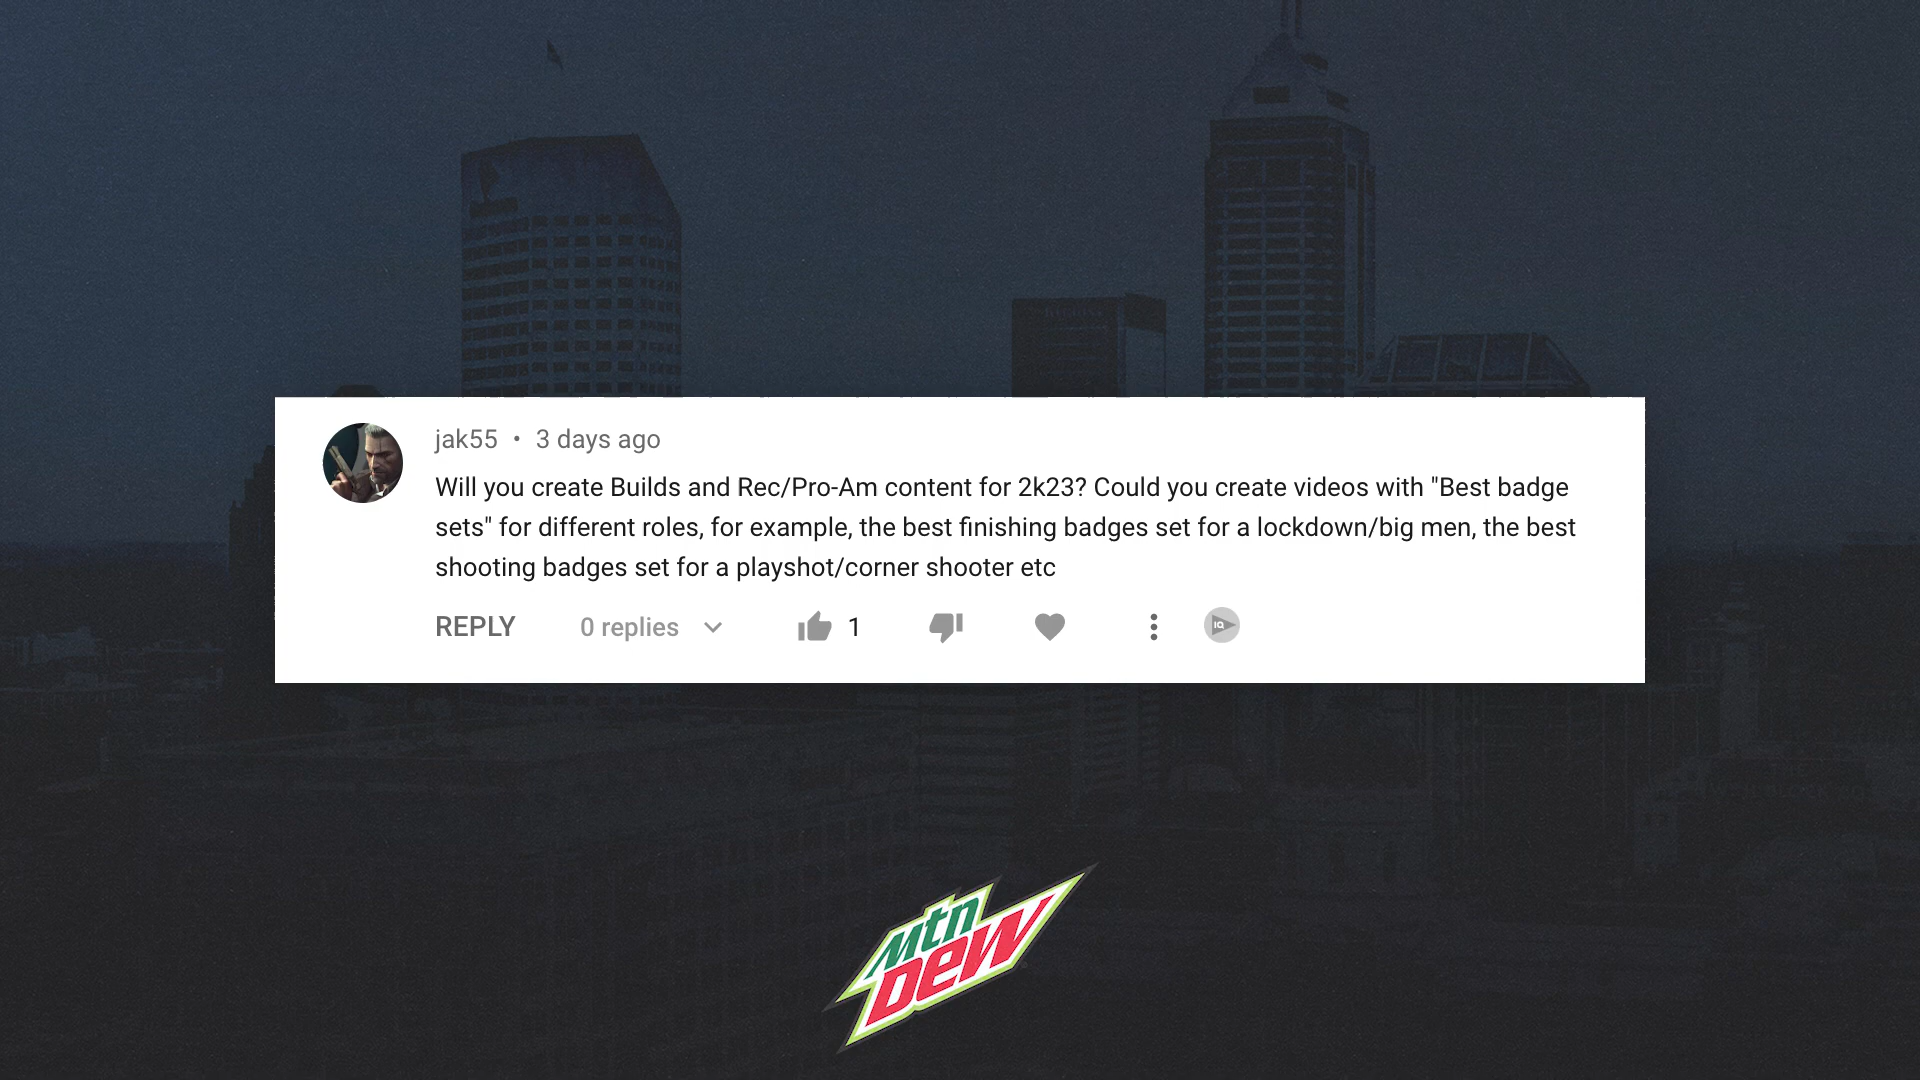 jak55 • 3 days ago
Will you create Builds and Rec/Pro-Am content for 2k23? Could you create videos with "Best badge
sets" for different roles, for example, the best finishing badges set for a lockdown/big men, the best
shooting badges set for a playshot/corner shooter etc
REPLY 0 replies 1
IQ
Mtn
Dew